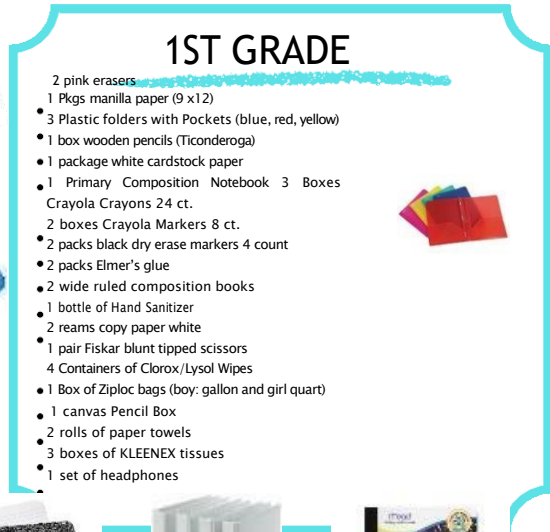 1ST GRADE
2 pink erasers
1 Pkgs manilla paper (9 x12)
• 3 Plastic folders with Pockets (blue, red, yellow)
• 1 box wooden pencils (Ticonderoga)
• 1 package white cardstock paper
• 1 Primary Composition Notebook 3 Boxes
Crayola Crayons 24 ct.
2 boxes Crayola Markers 8 ct.
• 2 packs black dry erase markers 4 count
• 2 packs Elmer's glue
• 2 wide ruled composition books
• 1 bottle of Hand Sanitizer
2 reams copy paper white
• 1 pair Fiskar blunt tipped scissors
4 Containers of Clorox/Lysol Wipes
• 1 Box of Ziploc bags (boy: gallon and girl quart)
• 1 canvas Pencil Box
• 2 rolls of paper towels
3 boxes of KLEENEX tissues
• 1 set of headphones
mead